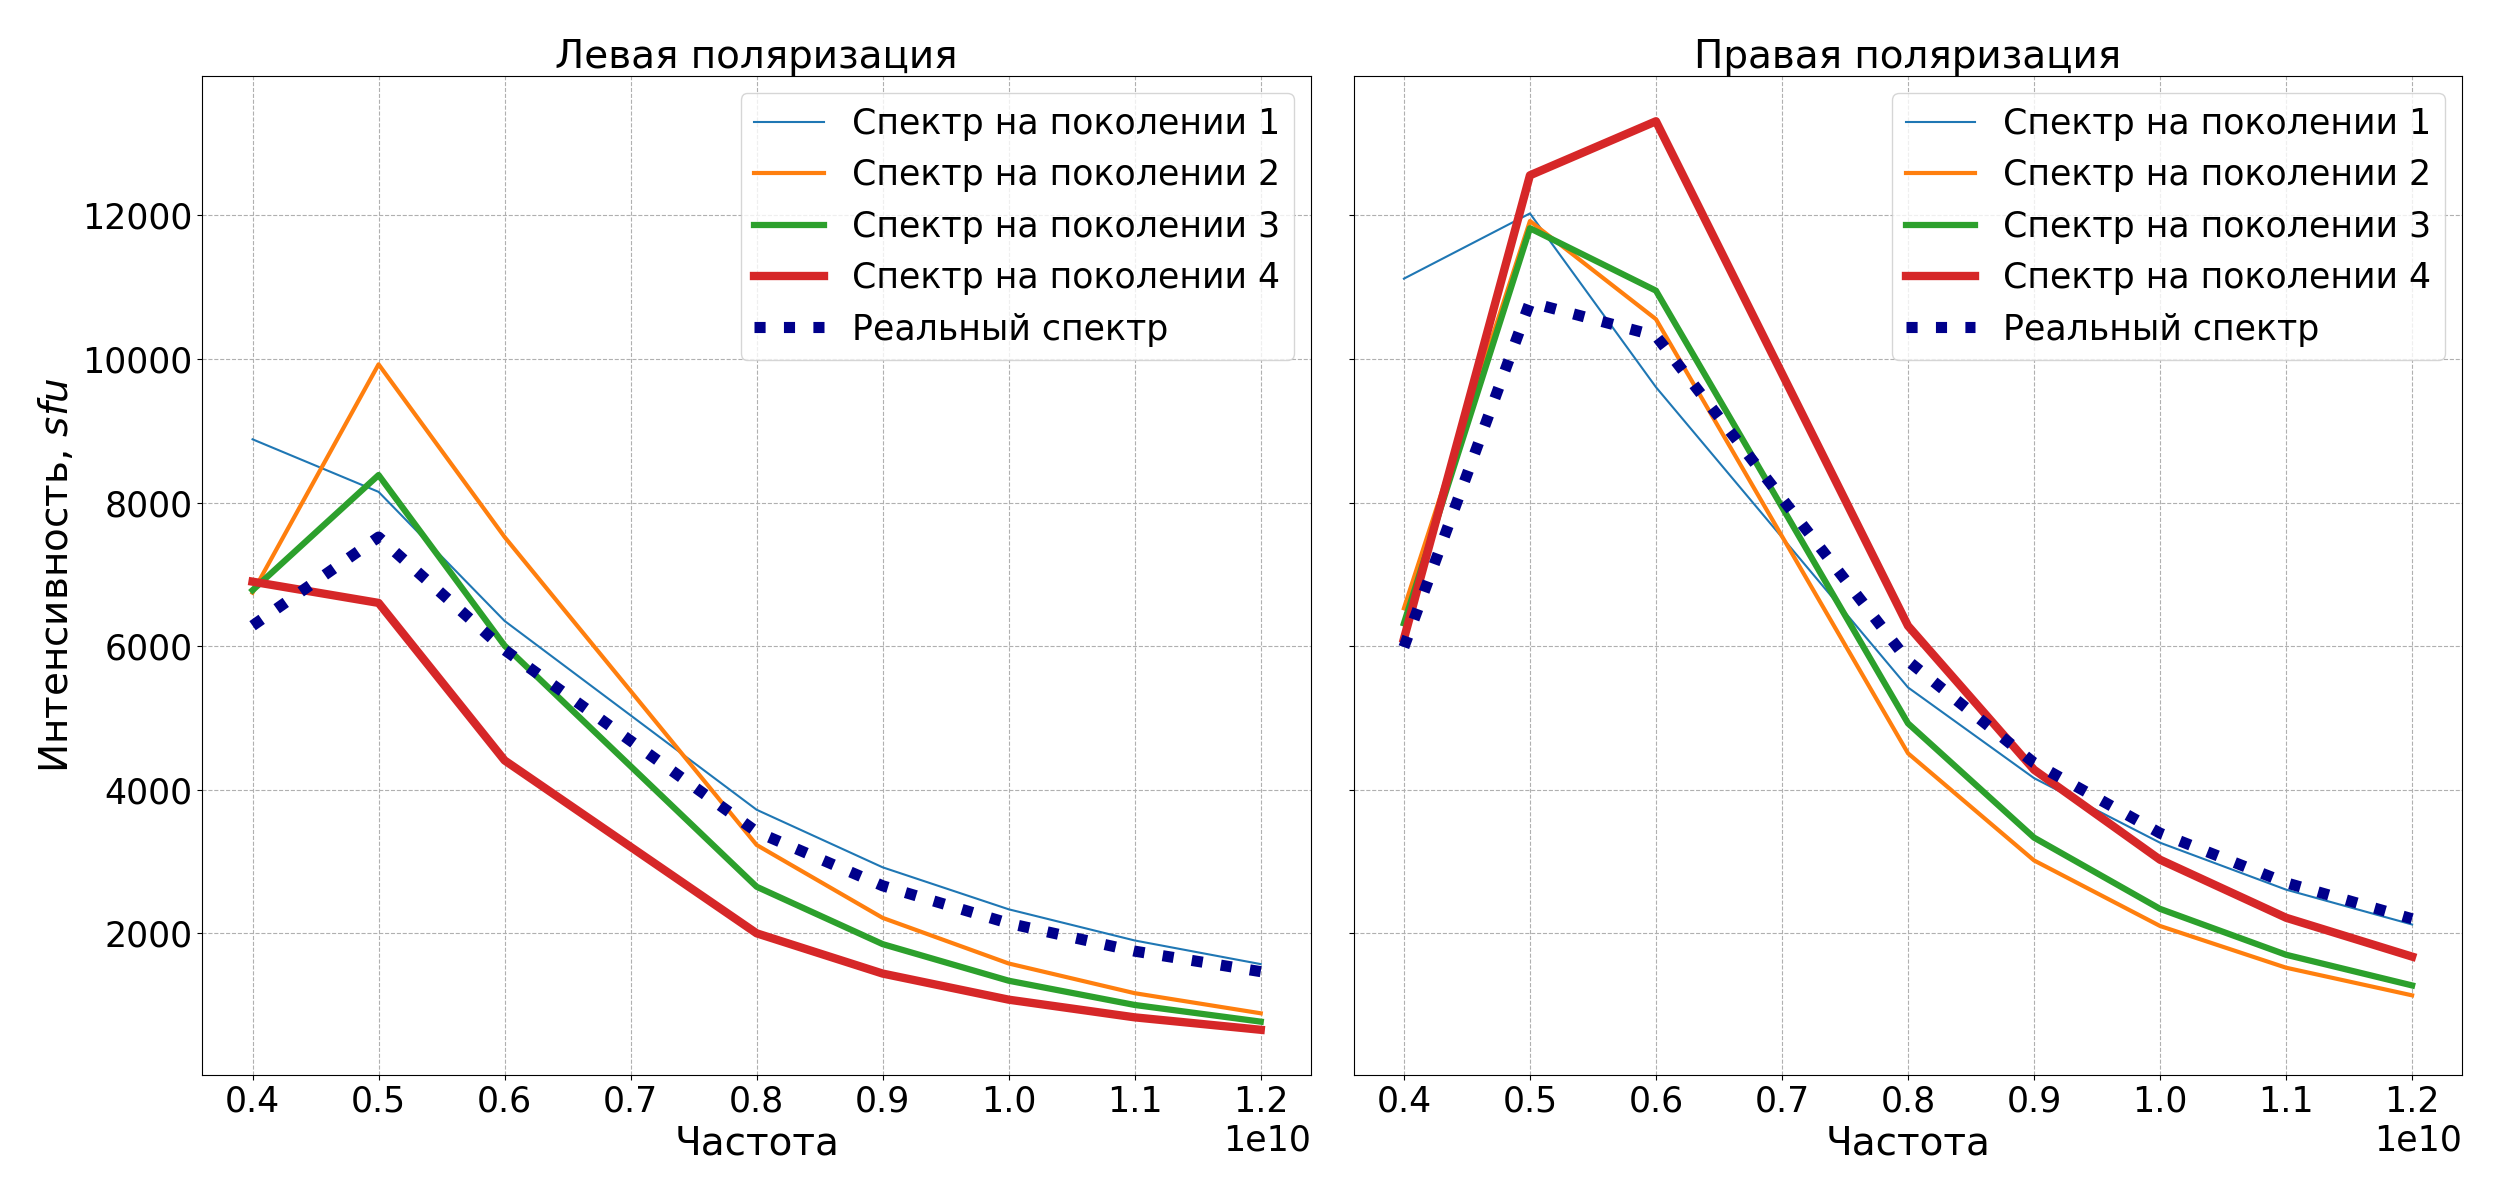 Левая поляризация
Интенсивность, sfu
12000
10000
8000
6000
4000
2000
Спектр на поколении 1
Спектр на поколении 2
Спектр на поколении 3
Спектр на поколении 4
Реальный спектр
0.4 0.5 0.6 0.7 0.8 0.9 1.0 1.1 1.2
Частота
1e10
Правая поляризация
Спектр на поколении 1
Спектр на поколении 2
Спектр на поколении 3
Спектр на поколении 4
Реальный спектр
0.4 0.5 0.6 0.7 0.8 0.9 1.0 1.1 1.2
Частота
1e10